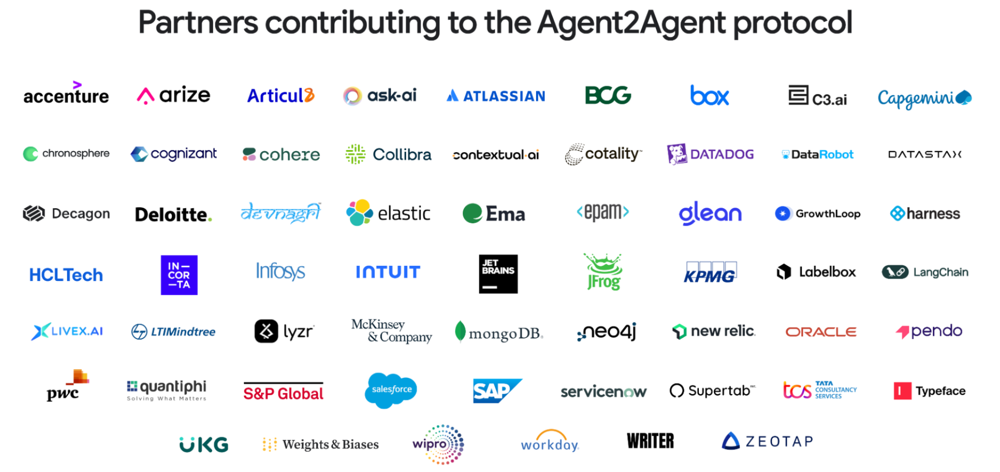 Partners contributing to the Agent2Agent protocol
accenture arize Articul8 ask-ai ATLASSIAN BCG box C3.ai Capgemini
chronosphere cognizant cohere Collibra contextual·ai cotality™ DATADOG DataRobot DATASTAX
Decagon Deloitte. devnagri™ elastic Ema <epam> glean GrowthLoop harness
HCLTech IN–COR–TA Infosys INTUIT JET BRAINS JFrog KPMG Labelbox LangChain
LIVEX.AI LTIMindtree lyzr McKinsey & Company mongoDB® neo4j new relic. ORACLE pendo
pwc quantiphi S&P Global salesforce SAP servicenow Supertab tcs TATA CONSULTANCY SERVICES Typeface
Solving What Matters
UKG Weights & Biases wipro workday® WRITER ZEOTAP